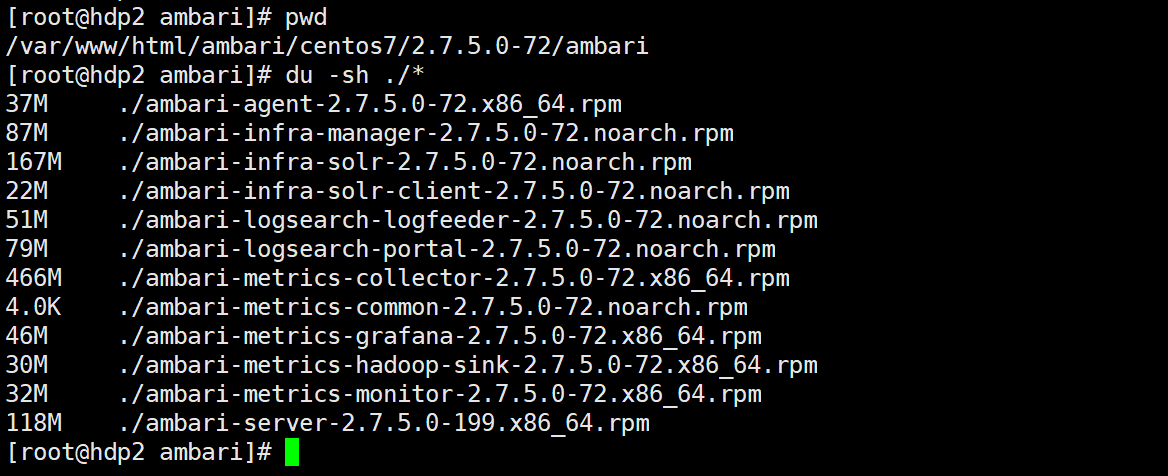 [root@hdp2 ambari]# pwd
/var/www/html/ambari/centos7/2.7.5.0-72/ambari
[root@hdp2 ambari]# du -sh ./*
37M     ./ambari-agent-2.7.5.0-72.x86_64.rpm
87M     ./ambari-infra-manager-2.7.5.0-72.noarch.rpm
167M    ./ambari-infra-solr-2.7.5.0-72.noarch.rpm
22M     ./ambari-infra-solr-client-2.7.5.0-72.noarch.rpm
51M     ./ambari-logsearch-logfeeder-2.7.5.0-72.noarch.rpm
79M     ./ambari-logsearch-portal-2.7.5.0-72.noarch.rpm
466M    ./ambari-metrics-collector-2.7.5.0-72.x86_64.rpm
4.0K    ./ambari-metrics-common-2.7.5.0-72.noarch.rpm
46M     ./ambari-metrics-grafana-2.7.5.0-72.x86_64.rpm
30M     ./ambari-metrics-hadoop-sink-2.7.5.0-72.x86_64.rpm
32M     ./ambari-metrics-monitor-2.7.5.0-72.x86_64.rpm
118M    ./ambari-server-2.7.5.0-199.x86_64.rpm
[root@hdp2 ambari]#